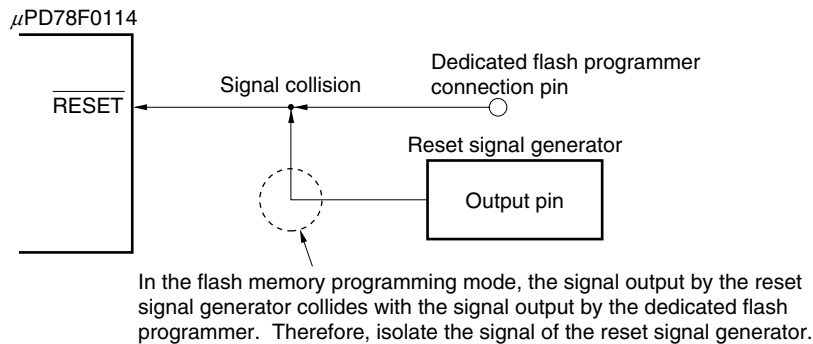 μPD78F0114
Dedicated flash programmer
connection pin
Signal collision
RESET
Reset signal generator
Output pin
In the flash memory programming mode, the signal output by the reset
signal generator collides with the signal output by the dedicated flash
programmer.  Therefore, isolate the signal of the reset signal generator.